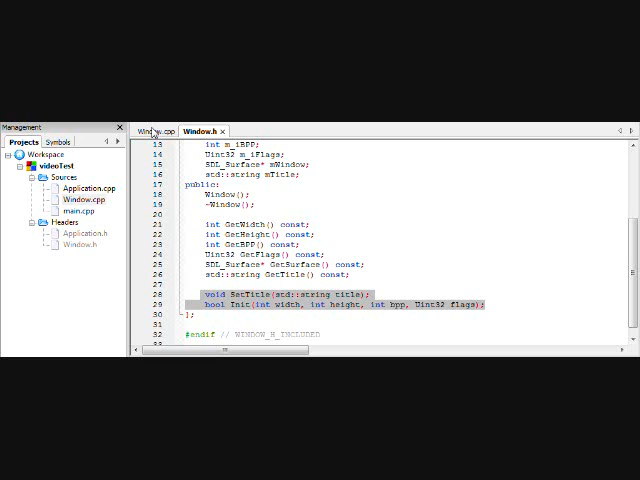 Management
Window.cpp
Window.h
Projects
Symbols
Workspace
videoTest
Sources
Application.cpp
Window.cpp
main.cpp
Headers
Application.h
Window.h
13 int m_iBPP;
14 Uint32 m_iFlags;
15 SDL_Surface* mWindow;
16 std::string mTitle;
17 public:
18 Window();
19 ~Window();
20
21 int GetWidth() const;
22 int GetHeight() const;
23 int GetBPP() const;
24 Uint32 GetFlags() const;
25 SDL_Surface* GetSurface() const;
26 std::string GetTitle() const;
27
28 void SetTitle(std::string title);
29 bool Init(int width, int height, int bpp, Uint32 flags);
30 };
31
32 #endif // WINDOW_H_INCLUDED
33